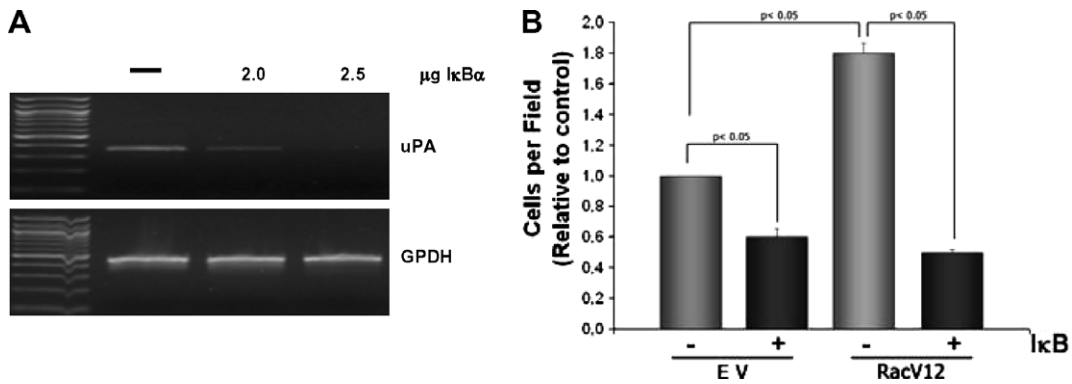 A
2.0 2.5 μg IκBα
uPA
GPDH
B
Cells per Field
(Relative to control)
2.0
1.8
1.6
1.4
1.2
1.0
0.8
0.6
0.4
0.2
0,0
p< 0.05
p< 0.05
p< 0.05
- + - + IκB
E V RacV12